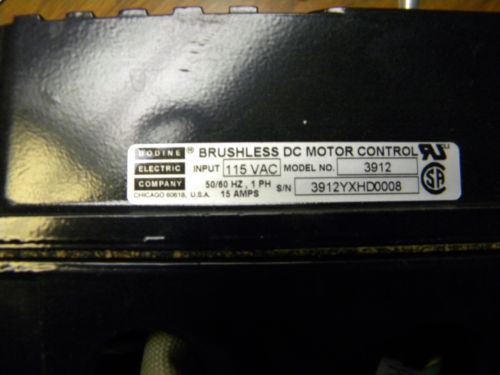 BODINE ® BRUSHLESS DC MOTOR CONTROL
ELECTRIC INPUT 115 VAC MODEL NO. 3912
COMPANY 50/60 HZ , 1 PH S/N 3912YXHD0008
CHICAGO 60618, U.S.A. 15 AMPS